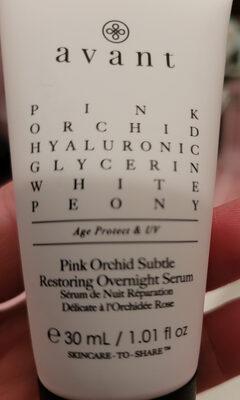 avant
PINK
ORCHID
HYALURONIC
GLYCERIN
WHITE
PEONY
Age Protect & UV
Pink Orchid Subtle
Restoring Overnight Serum
Sérum de Nuit Réparation
Délicate à l'Orchidée Rose
℮ 30 mL / 1.01 fl oz
SKINCARE-TO-SHARE™